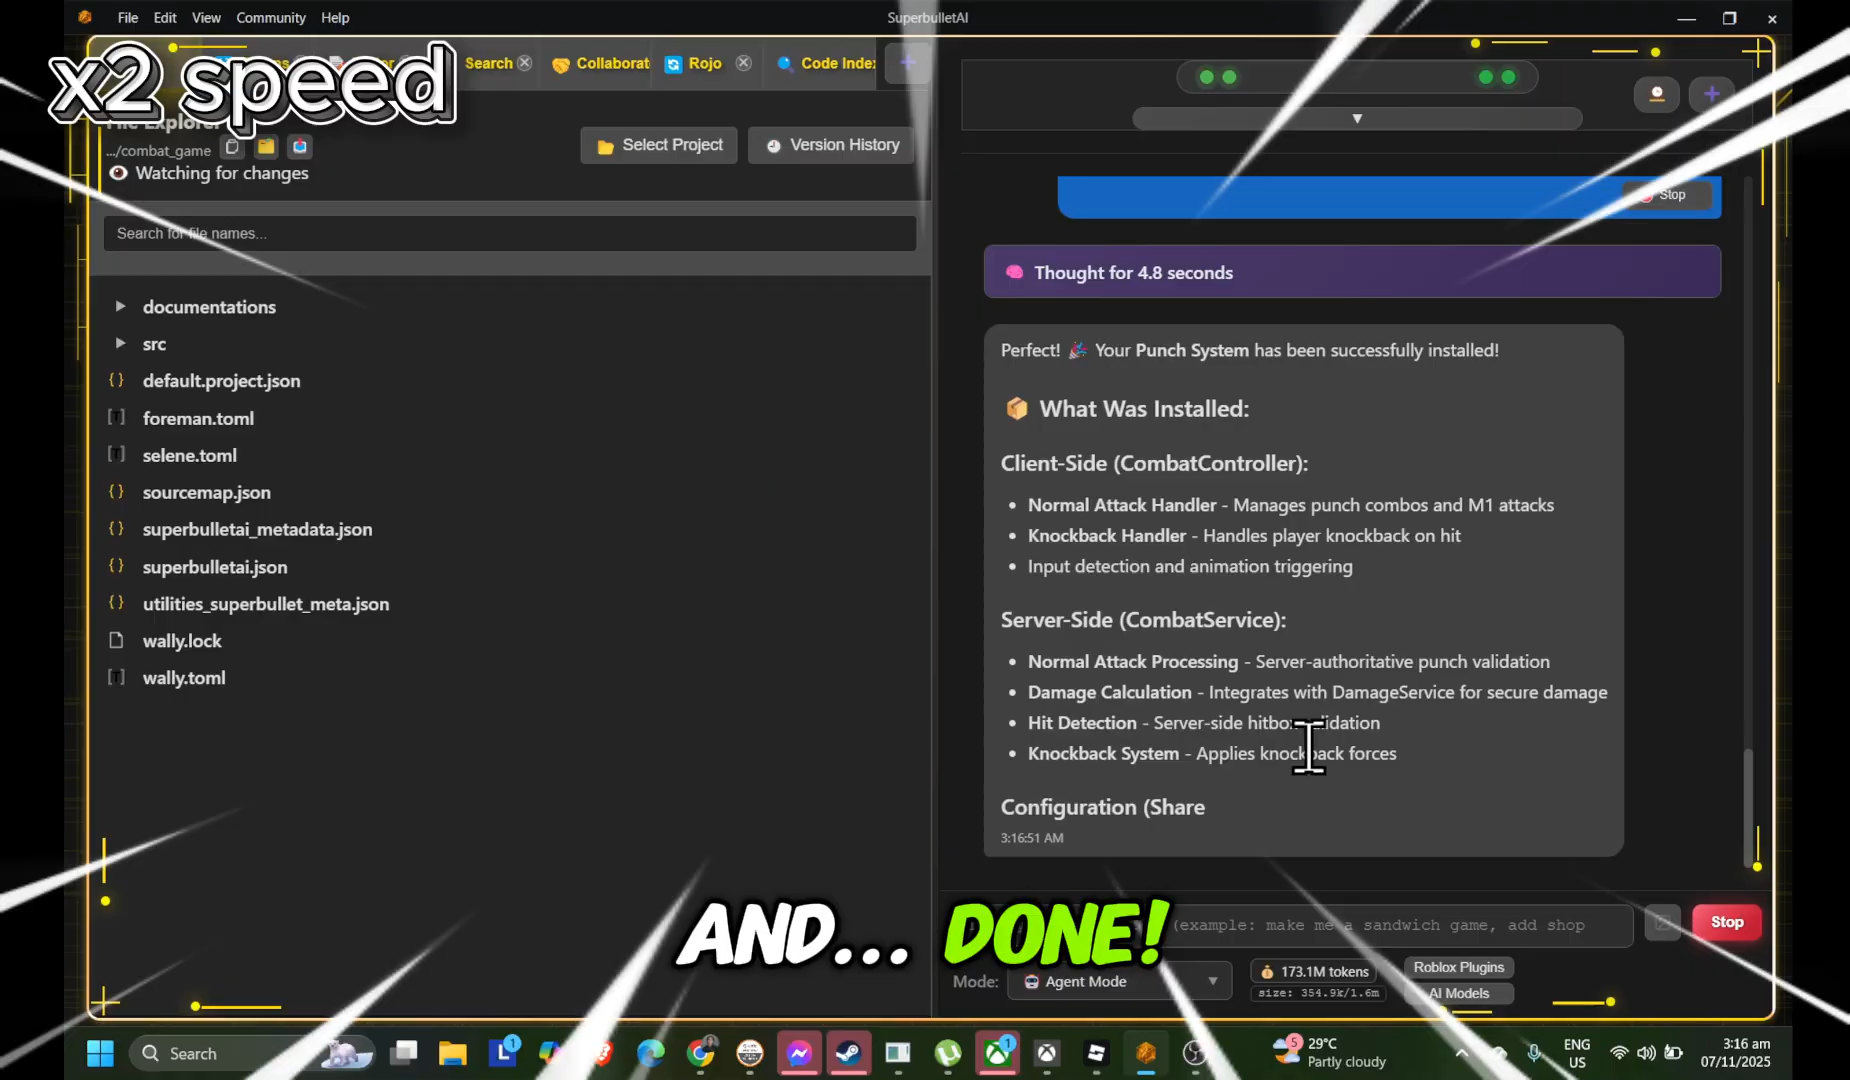 File Edit View Community Help
SuperbulletAI
x2 speed
Search
Collaborat
Rojo
Code Index
File Explorer
.../combat_game
Select Project
Version History
Watching for changes
Search for file names...
documentations
src
default.project.json
foreman.toml
selene.toml
sourcemap.json
superbulletai_metadata.json
superbulletai.json
utilities_superbullet_meta.json
wally.lock
wally.toml
Stop
Thought for 4.8 seconds
Perfect! 🎉 Your Punch System has been successfully installed!
📦 What Was Installed:
Client-Side (CombatController):
• Normal Attack Handler - Manages punch combos and M1 attacks
• Knockback Handler - Handles player knockback on hit
• Input detection and animation triggering
Server-Side (CombatService):
• Normal Attack Processing - Server-authoritative punch validation
• Damage Calculation - Integrates with DamageService for secure damage
• Hit Detection - Server-side hitbox validation
• Knockback System - Applies knockback forces
Configuration (Share
3:16:51 AM
AND... DONE!
(example: make me a sandwich game, add shop
Stop
Mode:
Agent Mode
173.1M tokens
size: 354.9k/1.6m
Roblox Plugins
AI Models
Search
1
1
5
29°C
Partly cloudy
ENG
US
3:16 am
07/11/2025